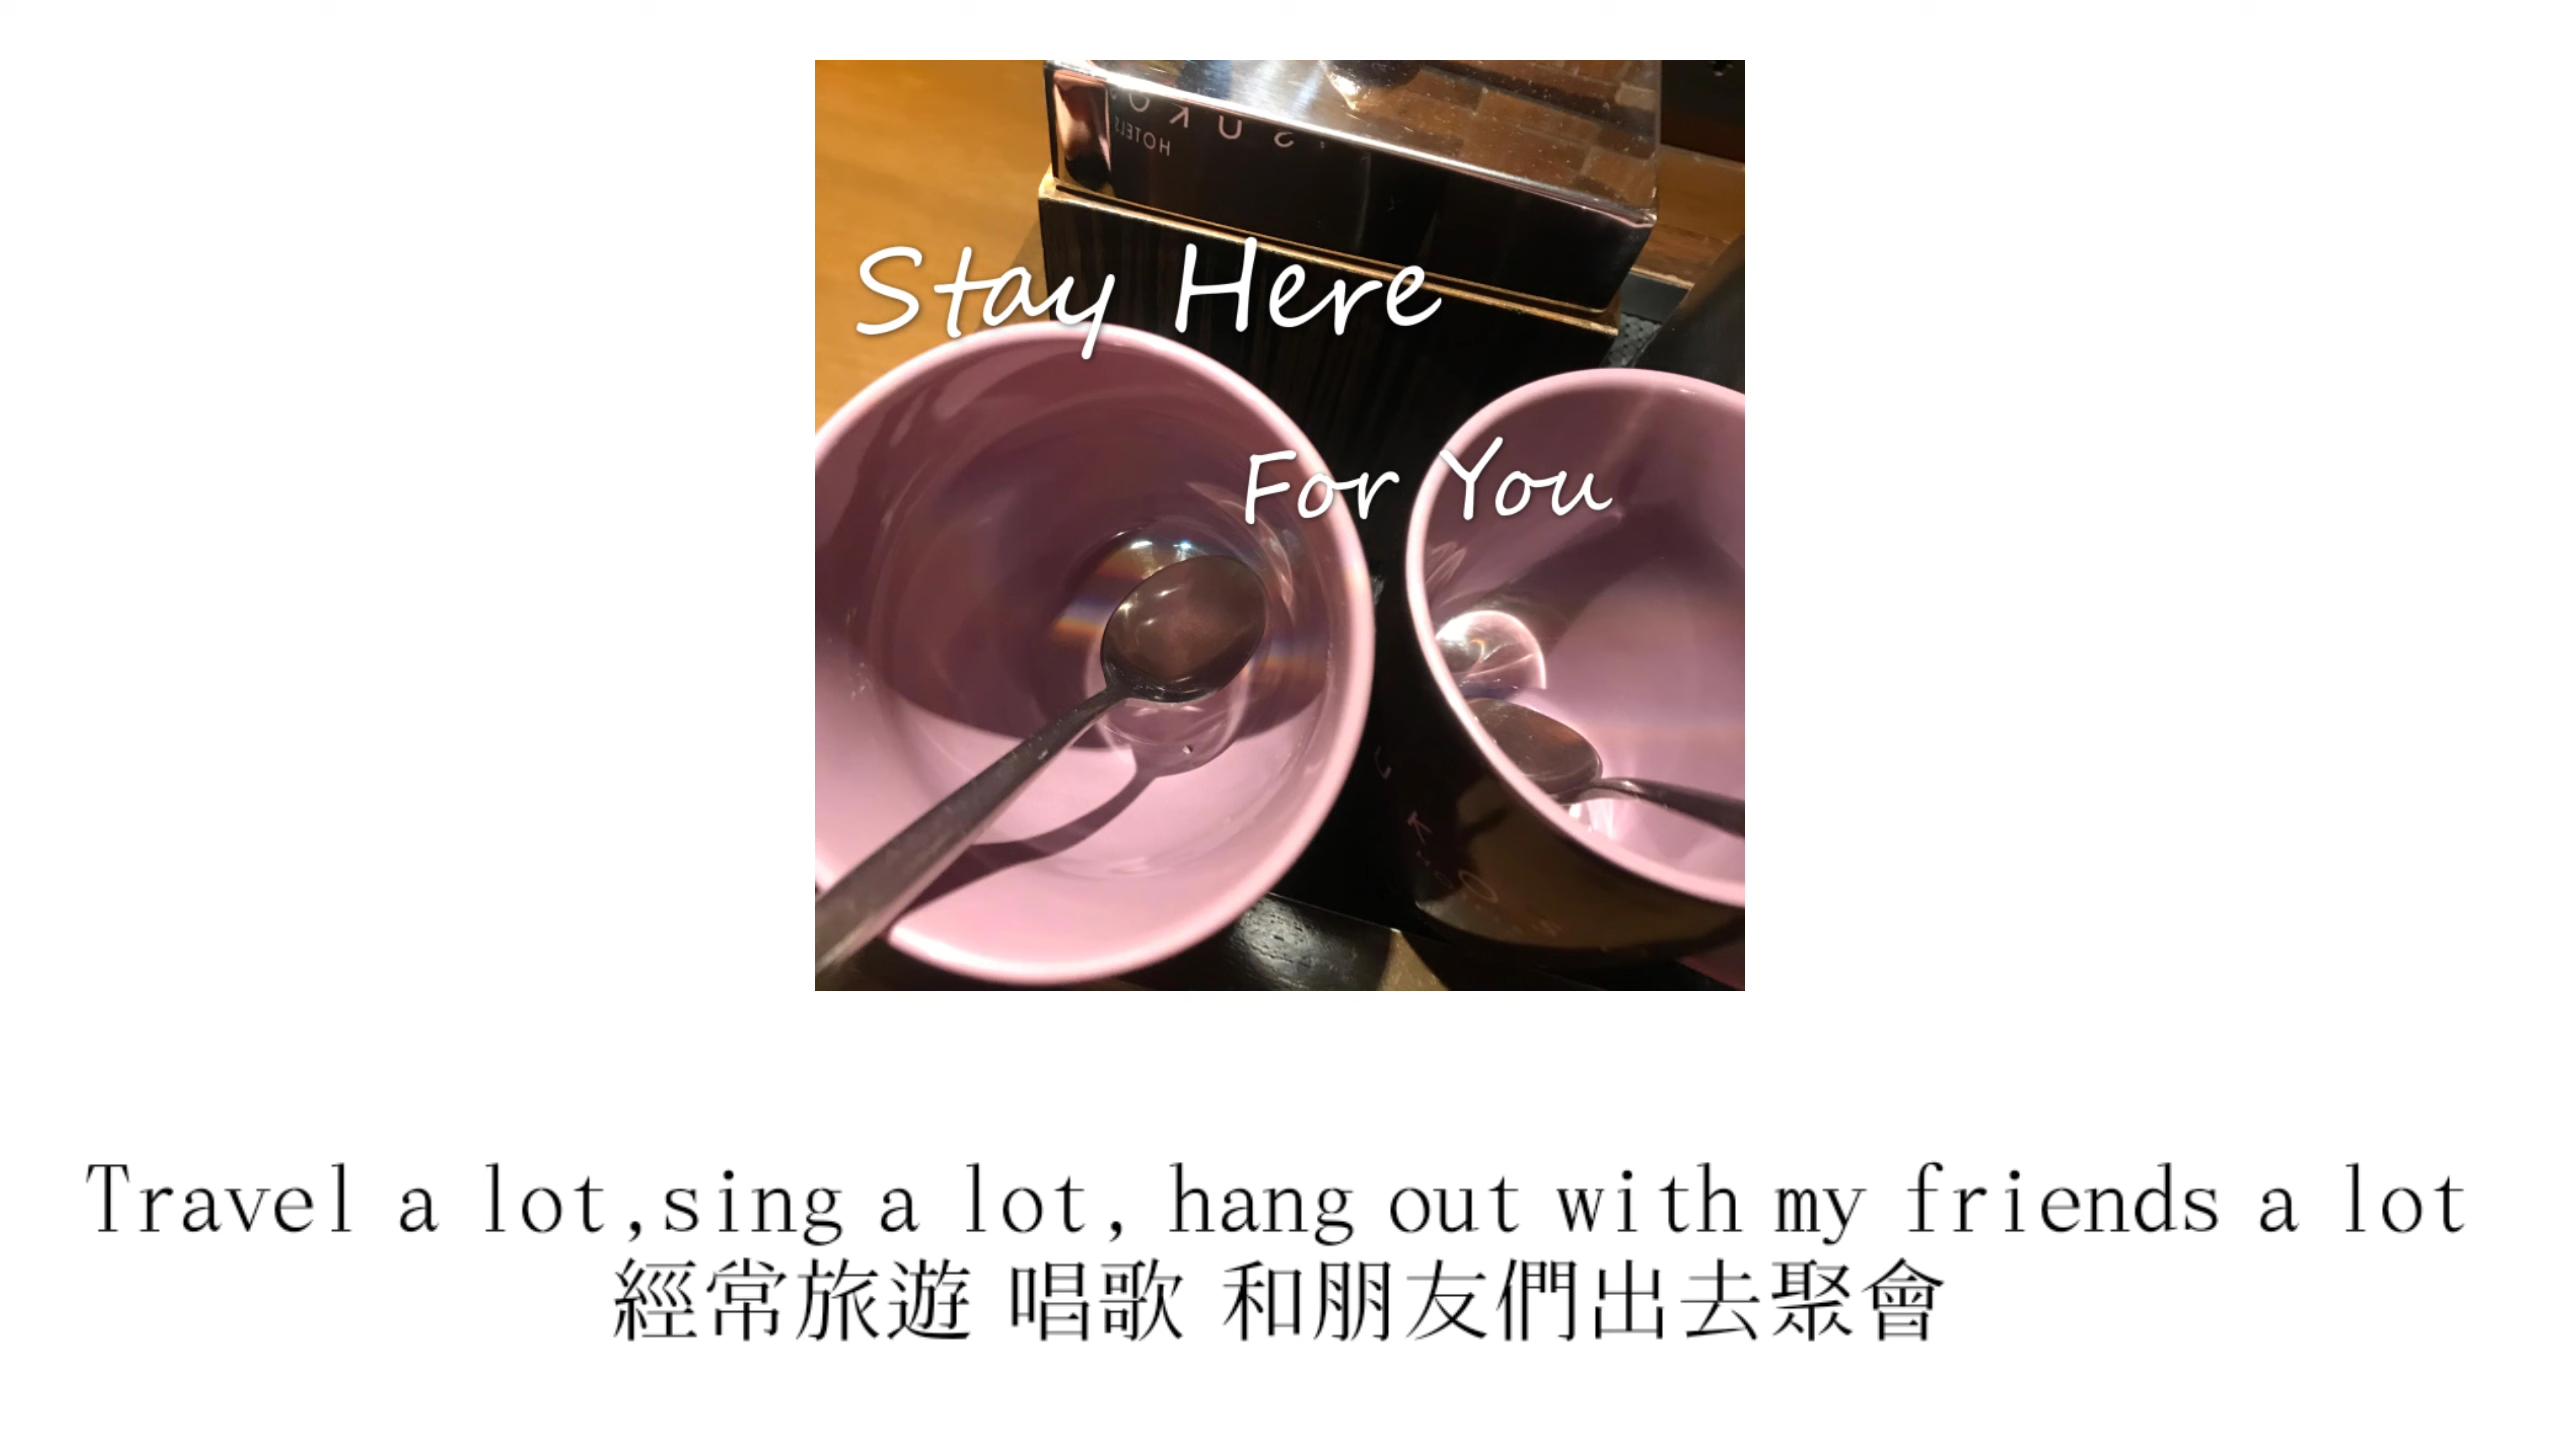 HOTELS
Stay Here
For You
Travel a lot,sing a lot, hang out with my friends a lot
經常旅遊 唱歌 和朋友們出去聚會